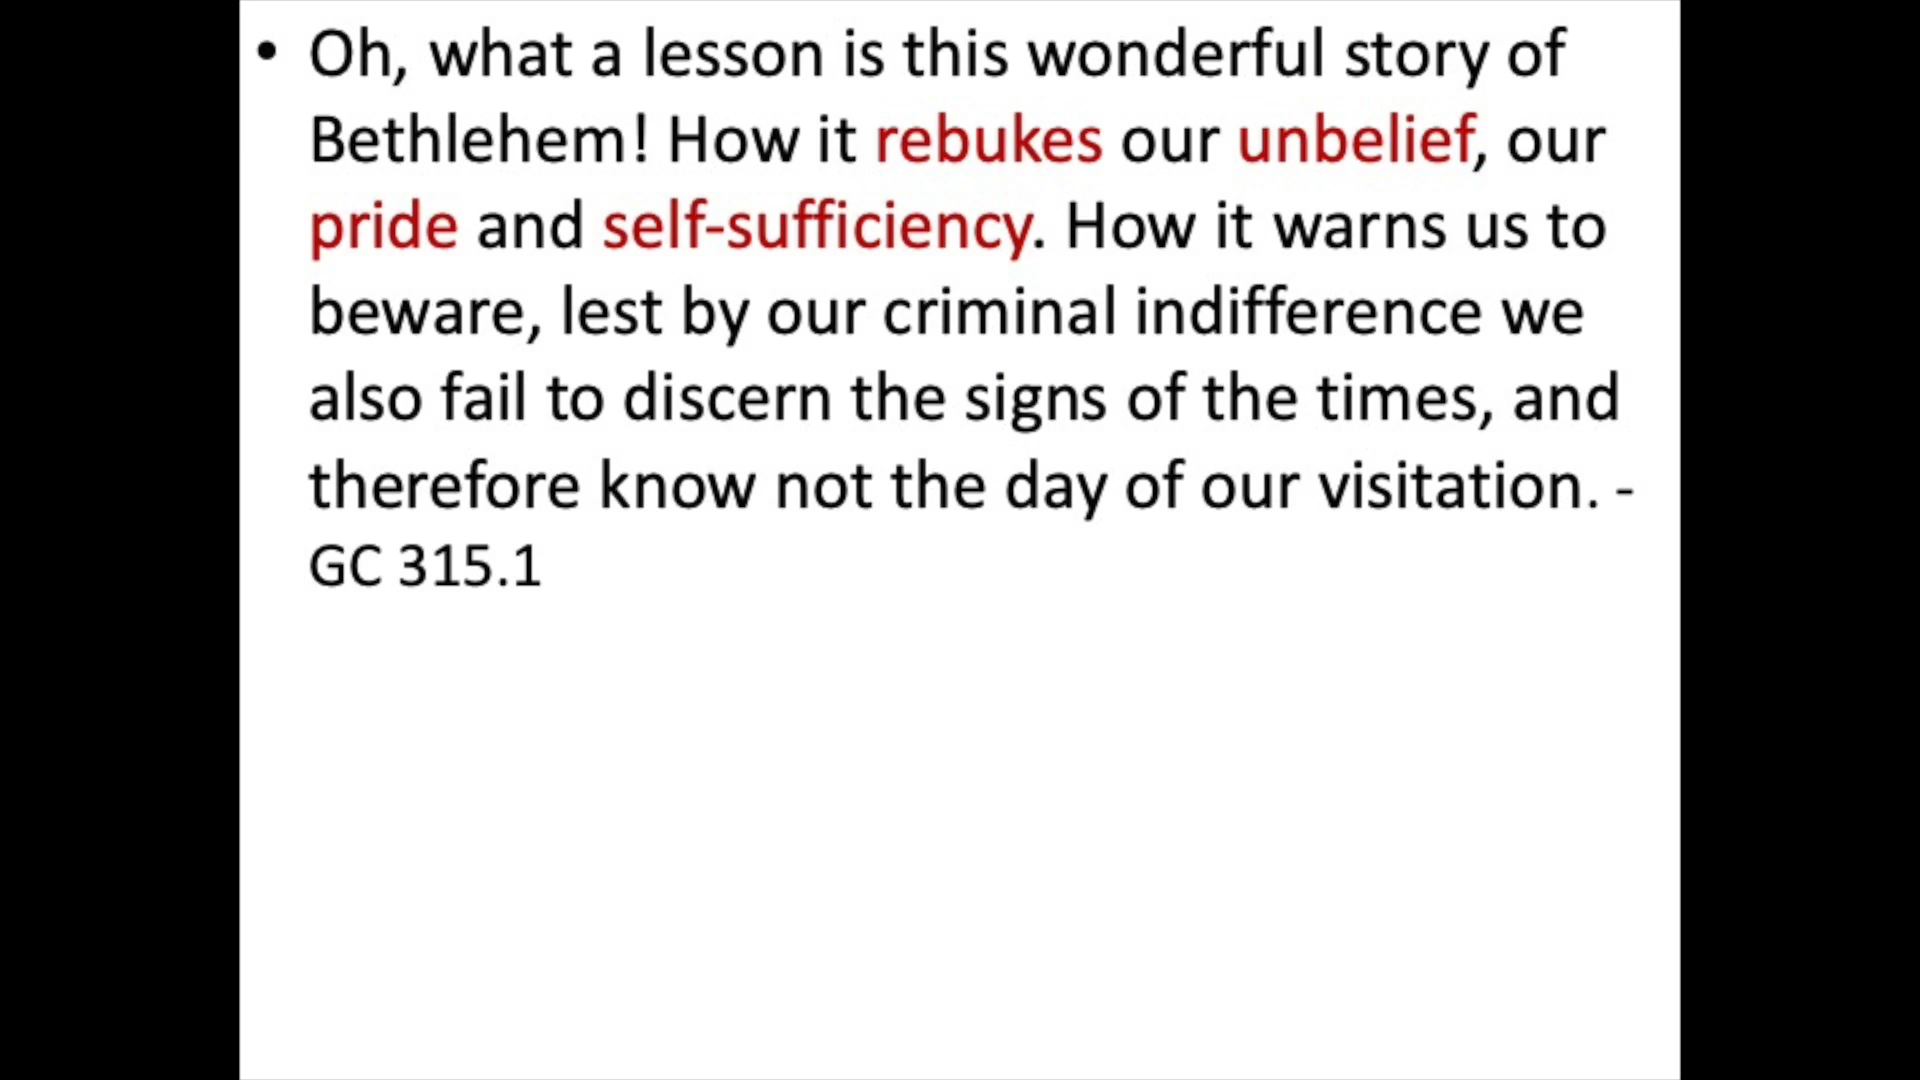 • Oh, what a lesson is this wonderful story of
Bethlehem! How it rebukes our unbelief, our
pride and self-sufficiency. How it warns us to
beware, lest by our criminal indifference we
also fail to discern the signs of the times, and
therefore know not the day of our visitation. -
GC 315.1